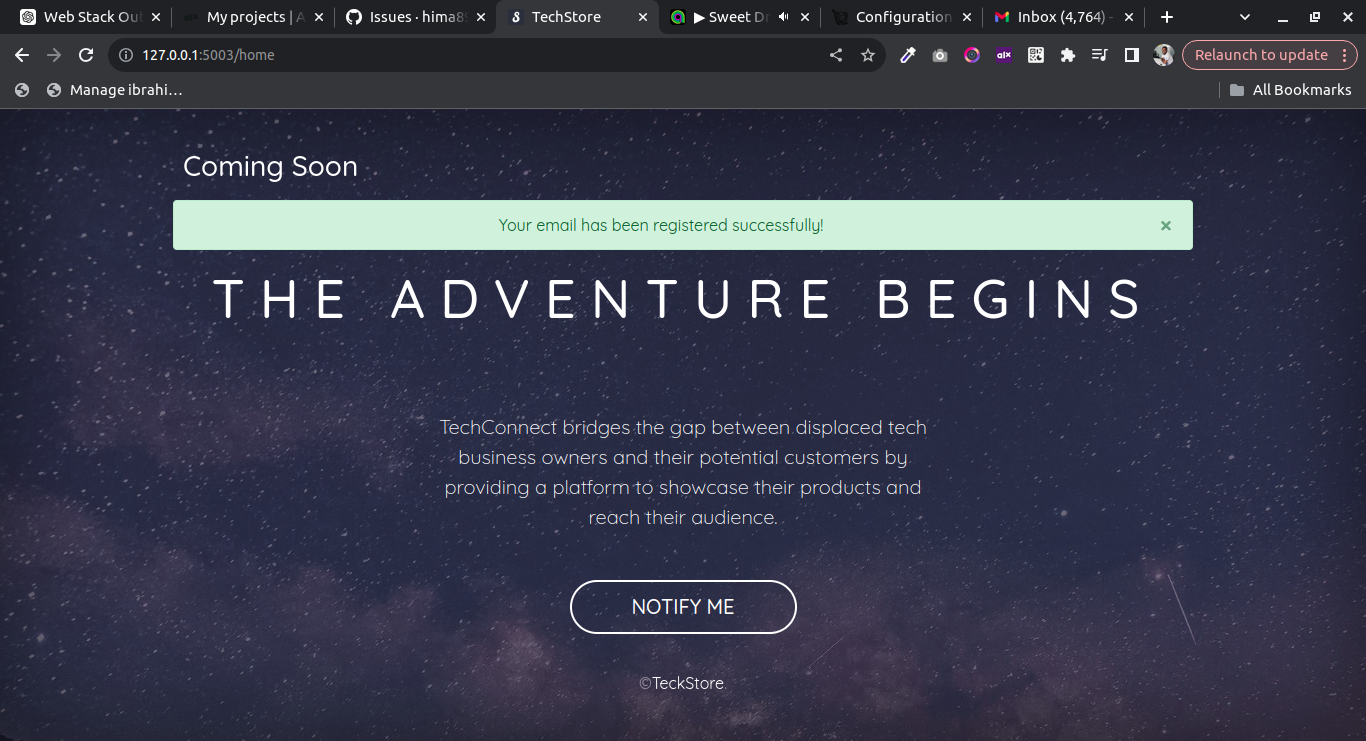 Web Stack Out
My projects | A
Issues · hima89
TechStore
▶ Sweet Dr
Configuration
Inbox (4,764) -
127.0.0.1:5003/home
alx
Relaunch to update
Manage ibrahi…
All Bookmarks
Coming Soon
Your email has been registered successfully!
THE ADVENTURE BEGINS
TechConnect bridges the gap between displaced tech
business owners and their potential customers by
providing a platform to showcase their products and
reach their audience.
NOTIFY ME
©TeckStore.